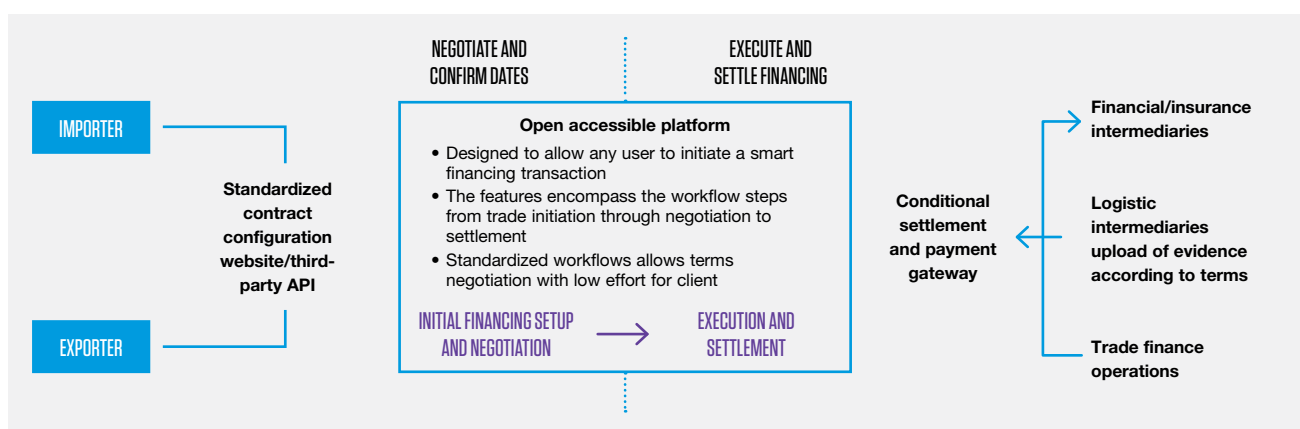 NEGOTIATE AND
CONFIRM DATES
EXECUTE AND
SETTLE FINANCING
IMPORTER
EXPORTER
Standardized
contract
configuration
website/third-
party API
Open accessible platform
• Designed to allow any user to initiate a smart
financing transaction
• The features encompass the workflow steps
from trade initiation through negotiation to
settlement
• Standardized workflows allows terms
negotiation with low effort for client
INITIAL FINANCING SETUP
AND NEGOTIATION
EXECUTION AND
SETTLEMENT
Conditional
settlement
and payment
gateway
Financial/insurance
intermediaries
Logistic
intermediaries
upload of evidence
according to terms
Trade finance
operations